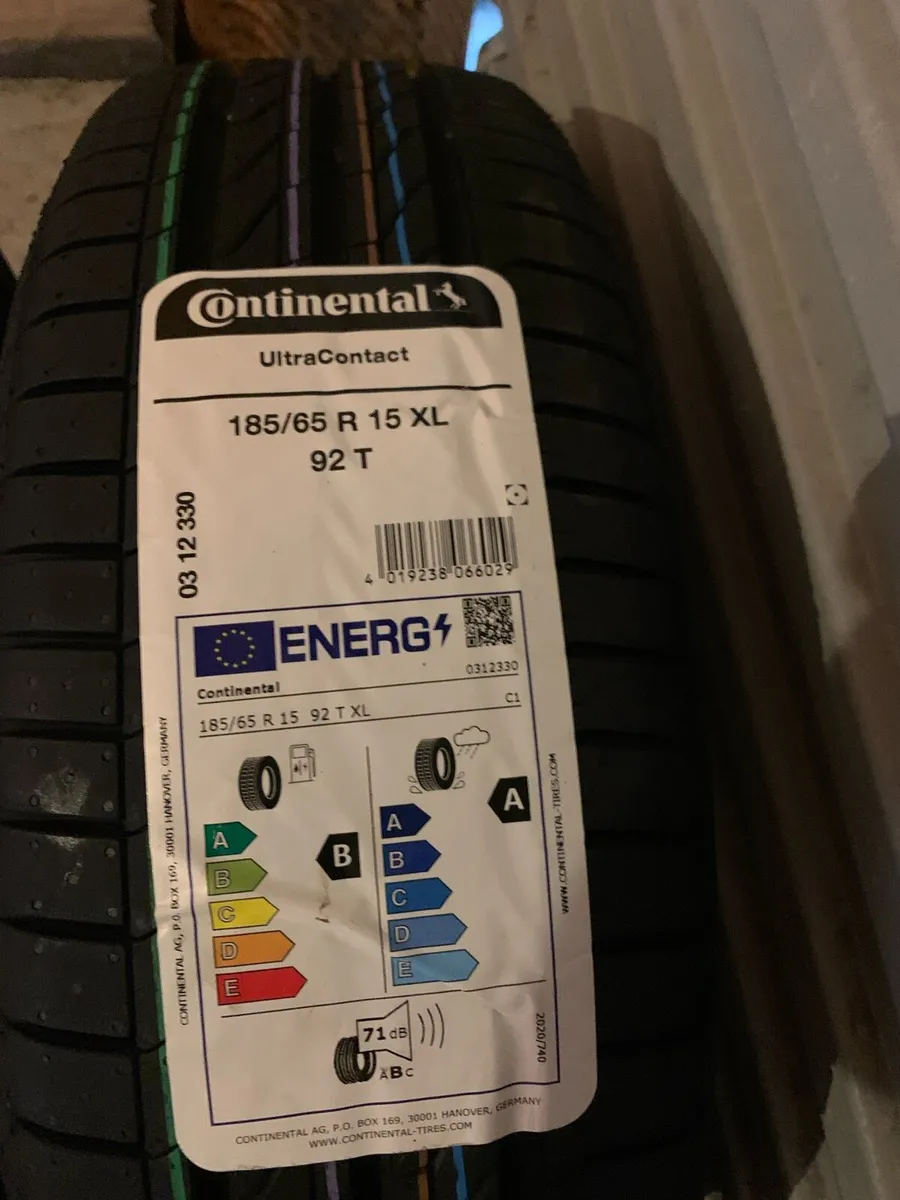 Continental
UltraContact
185/65 R 15 XL
92 T
03 12 330
4 019238 066029
ENERG
Continental
0312330
185/65 R 15 92 T XL
C1
A
B
C
D
E
B
A
B
C
D
E
A
71 dB
ABC
2020/740
CONTINENTAL AG, P.O. BOX 169, 30001 HANOVER, GERMANY
WWW.CONTINENTAL-TIRES.COM
CONTINENTAL AG, P.O. BOX 169, 30001 HANOVER, GERMANY
WWW.CONTINENTAL-TIRES.COM